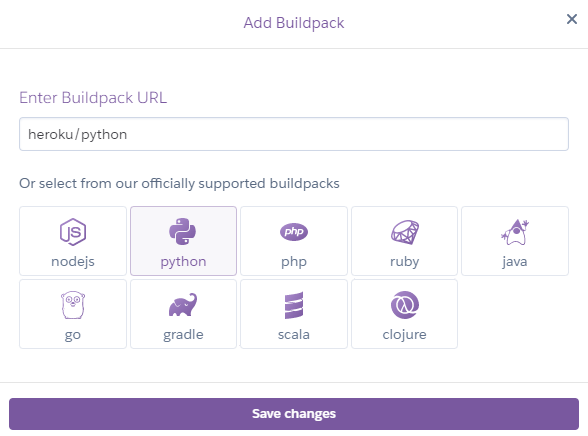 Add Buildpack
Enter Buildpack URL
heroku/python
Or select from our officially supported buildpacks
JS
php
nodejs
python
php
ruby
java
go
gradle
scala
clojure
Save changes